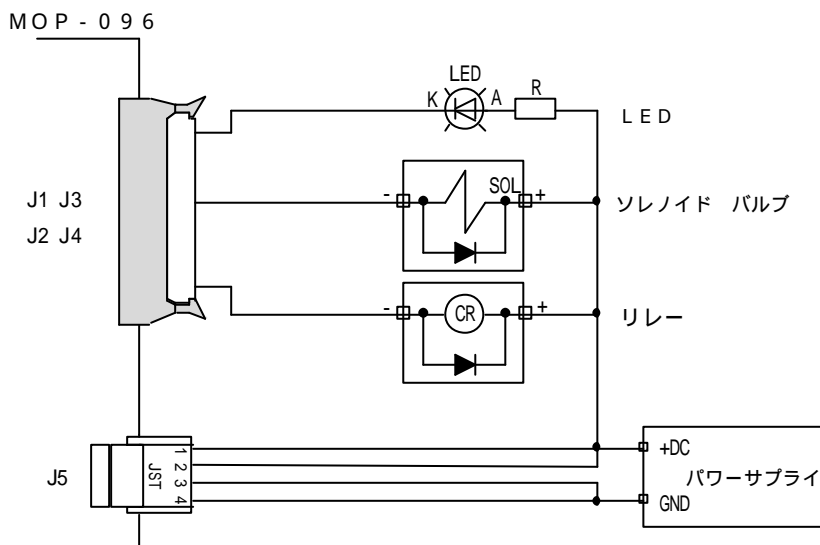 MOP-096
LED
K
A
R
LED
J1 J3
J2 J4
-
SOL
+
ソレノイド バルブ
-
CR
+
リレー
J5
JST
1
2
3
4
+DC
パワーサプライ
GND